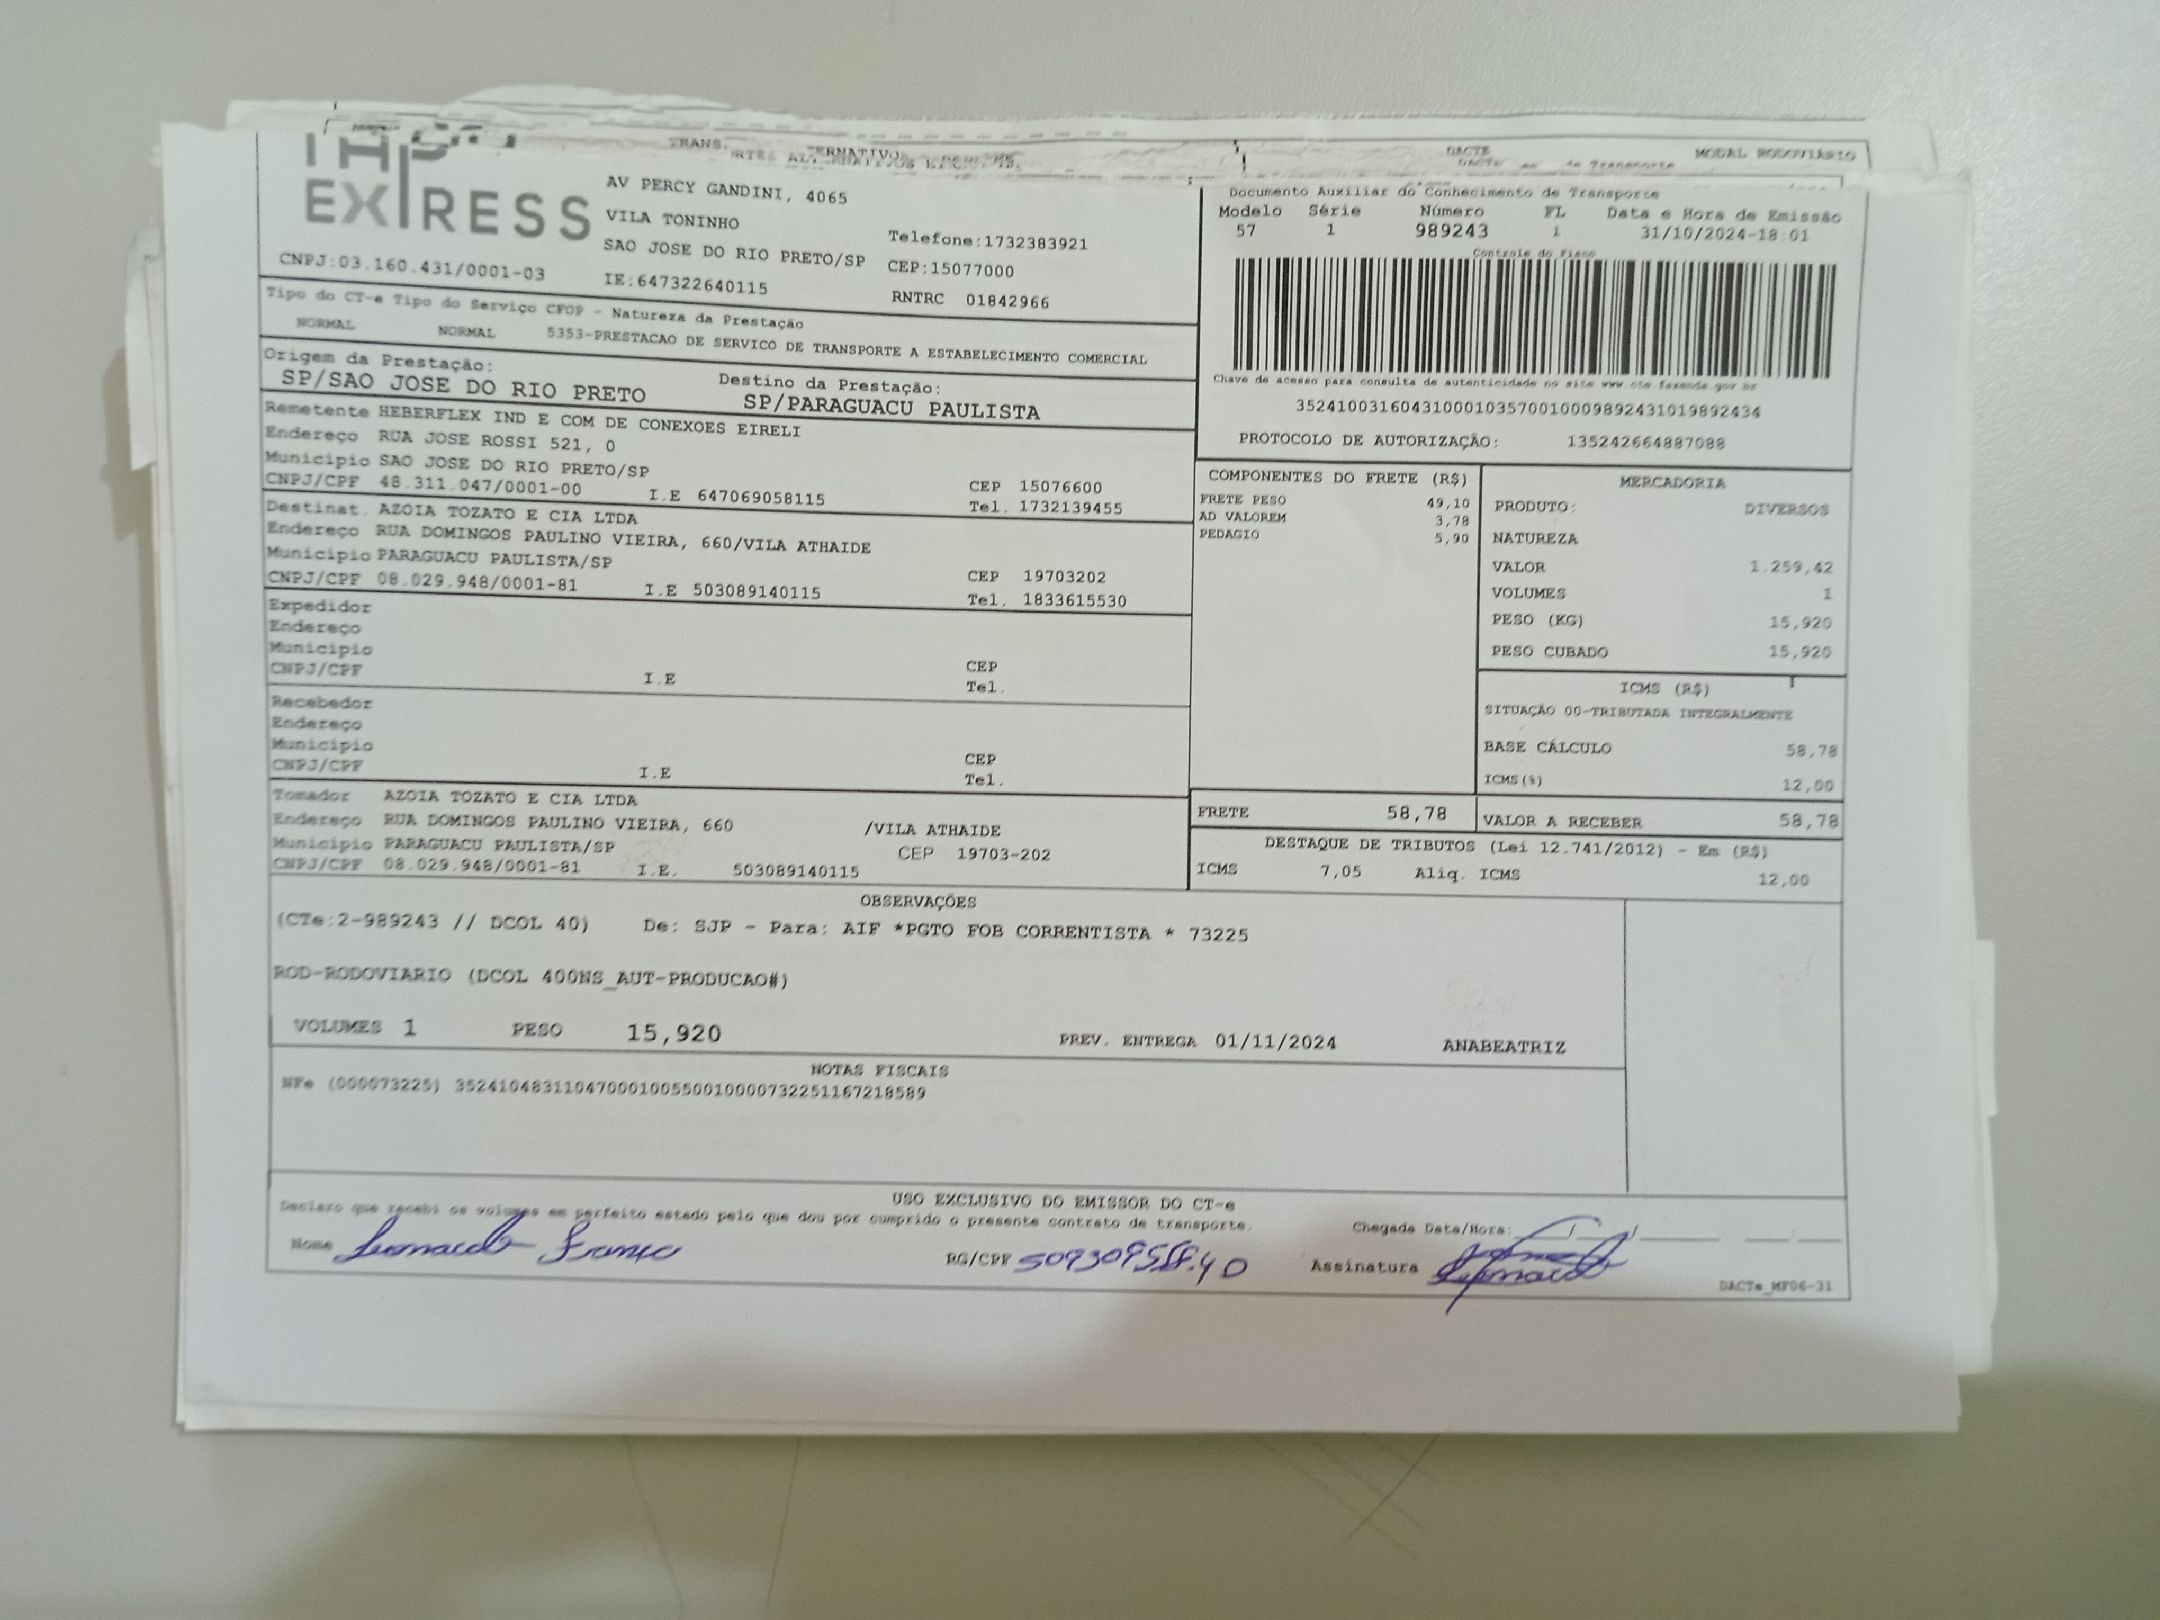 EXPRESS
MODAL RODOVIÁRIO
DACTE
AV PERCY GANDINI, 4065
VILA TONINHO
Telefone:1732383921
SAO JOSE DO RIO PRETO/SP
CEP:15077000
CNPJ:03.160.431/0001-03
IE:647322640115
RNTRC 01842966
Documento Auxiliar do Conhecimento de Transporte
Modelo Série Número FL Data e Hora de Emissão
57 1 989243 1 31/10/2024-18:01
Controle do Fisco
Tipo do CT-e Tipo do Serviço CFOP - Natureza da Prestação
NORMAL NORMAL 5353-PRESTACAO DE SERVICO DE TRANSPORTE A ESTABELECIMENTO COMERCIAL
Chave de acesso para consulta de autenticidade no site www.cte.fazenda.gov.br
35241003160431000103570010009892431019892434
PROTOCOLO DE AUTORIZAÇÃO: 135242664887088
Origem da Prestação:
SP/SAO JOSE DO RIO PRETO
Destino da Prestação:
SP/PARAGUACU PAULISTA
Remetente HEBERFLEX IND E COM DE CONEXOES EIRELI
Endereço RUA JOSE ROSSI 521, 0
Município SAO JOSE DO RIO PRETO/SP
CEP 15076600
CNPJ/CPF 48.311.047/0001-00 I.E 647069058115 Tel. 1732139455
Destinat. AZOIA TOZATO E CIA LTDA
Endereço RUA DOMINGOS PAULINO VIEIRA, 660/VILA ATHAIDE
Município PARAGUACU PAULISTA/SP
CEP 19703202
CNPJ/CPF 08.029.948/0001-81 I.E 503089140115 Tel. 1833615530
Expedidor
Endereço
Município
CEP
CNPJ/CPF I.E Tel.
Recebedor
Endereço
Município
CEP
CNPJ/CPF I.E Tel.
Tomador AZOIA TOZATO E CIA LTDA
Endereço RUA DOMINGOS PAULINO VIEIRA, 660 /VILA ATHAIDE
Município PARAGUACU PAULISTA/SP CEP 19703-202
CNPJ/CPF 08.029.948/0001-81 I.E. 503089140115
COMPONENTES DO FRETE (R$)
FRETE PESO 49,10
AD VALOREM 3,78
PEDAGIO 5,90
MERCADORIA
PRODUTO: DIVERSOS
NATUREZA
VALOR 1.259,42
VOLUMES 1
PESO (KG) 15,920
PESO CUBADO 15,920
ICMS (R$)
SITUAÇÃO 00-TRIBUTADA INTEGRALMENTE
BASE CÁLCULO 58,78
ICMS(%) 12,00
FRETE 58,78
VALOR A RECEBER 58,78
DESTAQUE DE TRIBUTOS (Lei 12.741/2012) - Em (R$)
ICMS 7,05 Aliq. ICMS 12,00
OBSERVAÇÕES
(CTe:2-989243 // DCOL 40) De: SJP - Para: AIF *PGTO FOB CORRENTISTA * 73225
ROD-RODOVIARIO (DCOL 400NS_AUT-PRODUCAO#)
VOLUMES 1 PESO 15,920 PREV. ENTREGA 01/11/2024 ANABEATRIZ
NOTAS FISCAIS
NFe (000073225) 35241048311047000100550010000732251167218589
USO EXCLUSIVO DO EMISSOR DO CT-e
Declaro que recebi os volumes em perfeito estado pelo que dou por cumprido o presente contrato de transporte.
Chegada Data/Hora:
Nome Leonardo
RG/CPF
Assinatura
DACTe_MF06-31